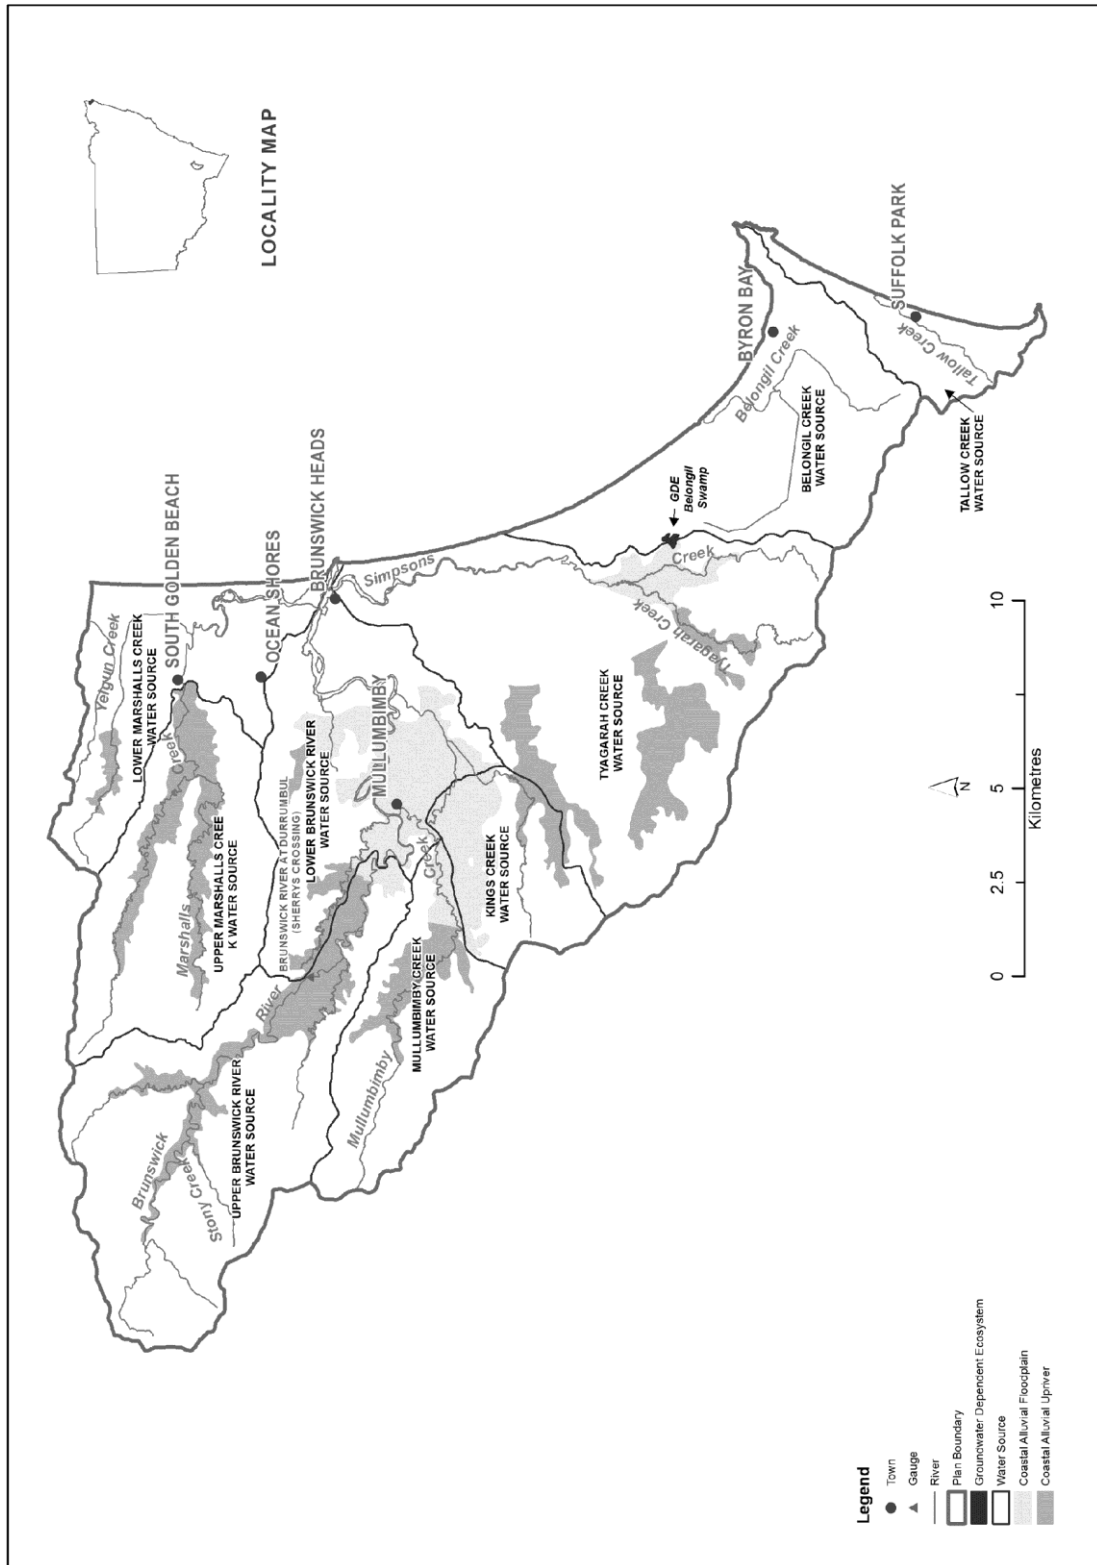 LOCALITY MAP
Yelgun Creek
LOWER MARSHALLS CREEK
WATER SOURCE
SOUTH GOLDEN BEACH
Marshalls
Creek
UPPER MARSHALLS CREE
K WATER SOURCE
OCEAN SHORES
BRUNSWICK HEADS
BRUNSWICK RIVER AT DURRUMBUL
(SHERRYS CROSSING)
LOWER BRUNSWICK RIVER
WATER SOURCE
Brunswick
River
Stony Creek
UPPER BRUNSWICK RIVER
WATER SOURCE
MULLUMBIMBY
Mullumbimby
Creek
MULLUMBIMBY CREEK
WATER SOURCE
KINGS CREEK
WATER SOURCE
Simpsons
Creek
Tyagarah Creek
TYAGARAH CREEK
WATER SOURCE
GDE
Belongil
Swamp
BYRON BAY
Belongil Creek
BELONGIL CREEK
WATER SOURCE
SUFFOLK PARK
Tallow Creek
TALLOW CREEK
WATER SOURCE
N
0
2.5
5
10
Kilometres
Legend
Town
Gauge
River
Plan Boundary
Groundwater Dependent Ecosystem
Water Source
Coastal Alluvial Floodplain
Coastal Alluvial Upriver